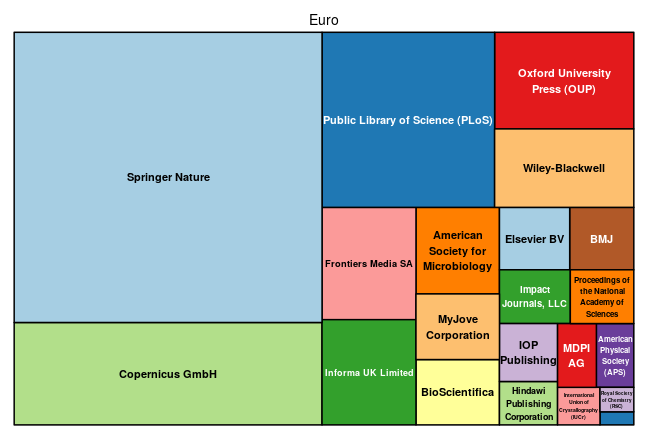 Euro
Springer Nature
Copernicus GmbH
Public Library of Science (PLoS)
Oxford University
Press (OUP)
Wiley-Blackwell
Frontiers Media SA
Informa UK Limited
American
Society for
Microbiology
MyJove
Corporation
BioScientifica
Elsevier BV
BMJ
Impact
Journals, LLC
Proceedings of
the National
Academy of
Sciences
IOP
Publishing
Hindawi
Publishing
Corporation
MDPI
AG
American
Physical
Society
(APS)
International
Union of
Crystallography
(IUCr)
Royal Society
of Chemistry
(RSC)